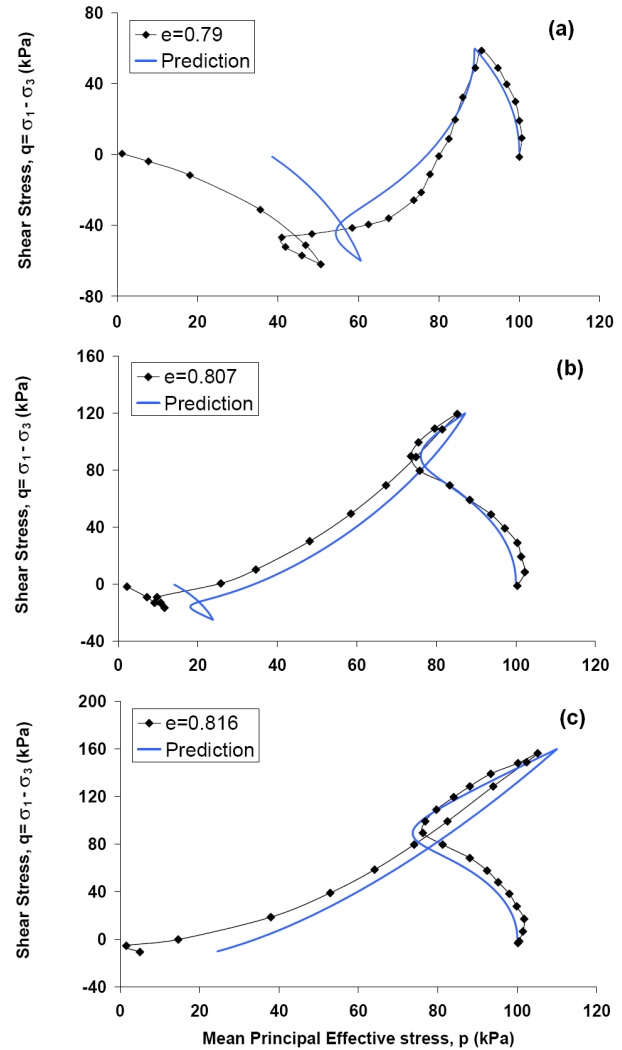 (a)
e=0.79
Prediction
Shear Stress, q= σ1 - σ3 (kPa)
80
40
0
-40
-80
0 20 40 60 80 100 120
(b)
e=0.807
Prediction
Shear Stress, q= σ1 - σ3 (kPa)
160
120
80
40
0
-40
0 20 40 60 80 100 120
(c)
e=0.816
Prediction
Shear Stress, q= σ1 - σ3 (kPa)
200
160
120
80
40
0
-40
0 20 40 60 80 100 120
Mean Principal Effective stress, p (kPa)